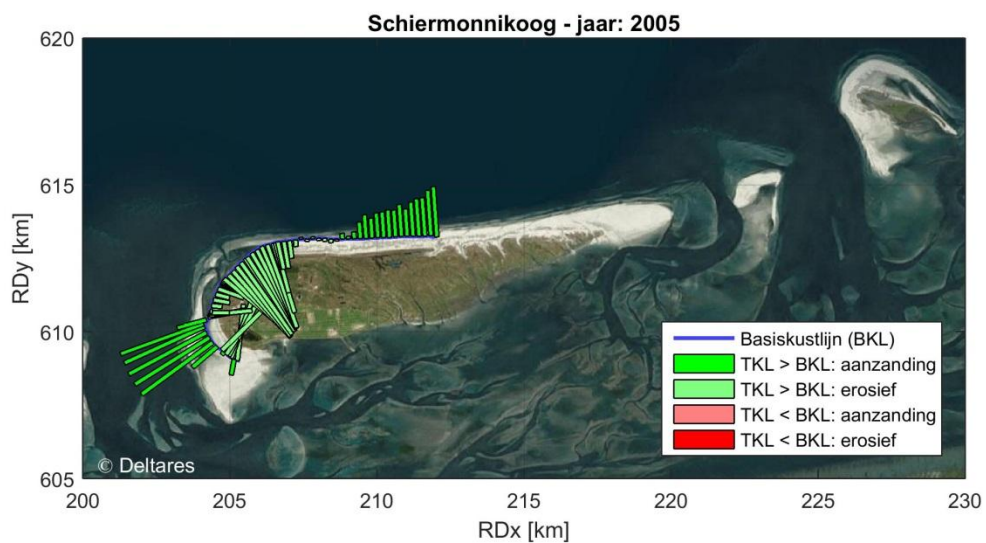 Schiermonnikoog - jaar: 2005
620
615
610
605
RDy [km]
Basiskustlijn (BKL)
TKL > BKL: aanzanding
TKL > BKL: erosief
TKL < BKL: aanzanding
TKL < BKL: erosief
© Deltares
200
205
210
215
220
225
230
RDx [km]